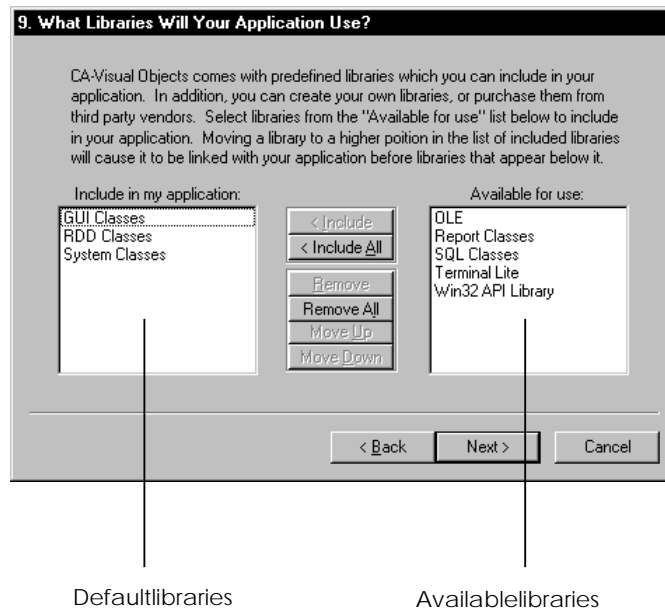 9. What Libraries Will Your Application Use?
CA-Visual Objects comes with predefined libraries which you can include in your
application. In addition, you can create your own libraries, or purchase them from
third party vendors. Select libraries from the "Available for use" list below to include
in your application. Moving a library to a higher poition in the list of included libraries
will cause it to be linked with your application before libraries that appear below it.
Include in my application:
GUI Classes
RDD Classes
System Classes
< Include
< Include All
Remove
Remove All
Move Up
Move Down
Available for use:
OLE
Report Classes
SQL Classes
Terminal Lite
Win32 API Library
< Back
Next >
Cancel
Defaultlibraries
Availablelibraries